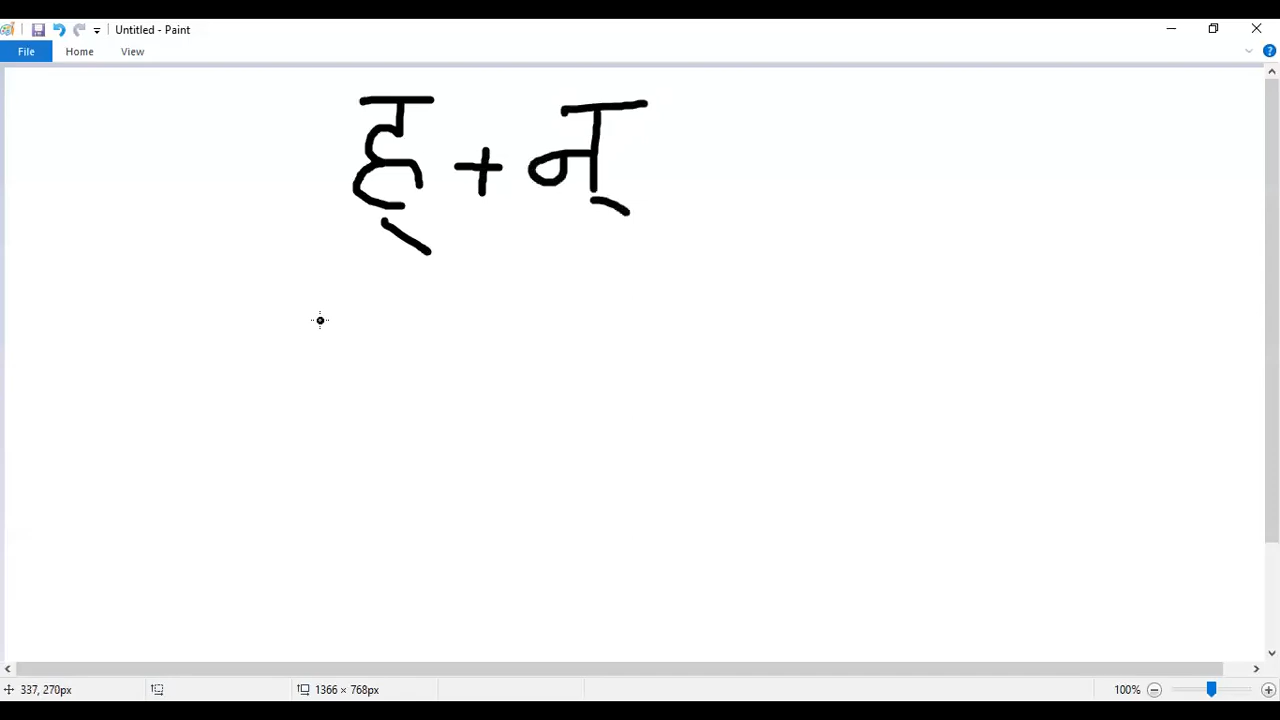 Untitled - Paint
File Home View
ह् + न्
337, 270px 1366 × 768px 100%